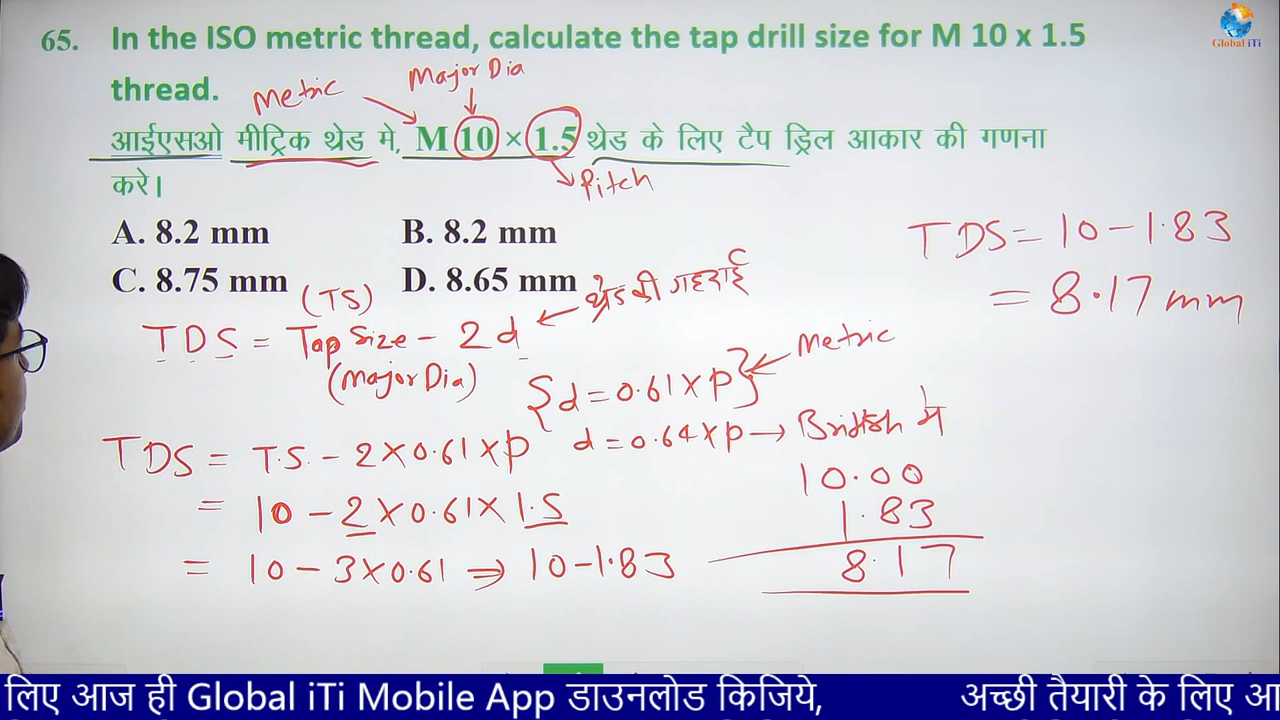 Global iTi
65. In the ISO metric thread, calculate the tap drill size for M 10 x 1.5
thread.
Metric
Major Dia
आईएसओ मीट्रिक थ्रेड मे, M 10 × 1.5 थ्रेड के लिए टैप ड्रिल आकार की गणना
करे।
Pitch
A. 8.2 mm B. 8.2 mm
C. 8.75 mm D. 8.65 mm
TDS = 10 - 1.83
= 8.17 mm
(TS)
थ्रेड की गहराई
TDS = Tap Size - 2d
(Major Dia)
{d = 0.61 × P}
Metric
d = 0.64 × P → British में
TDS = T.S. - 2 × 0.61 × P
= 10 - 2 × 0.61 × 1.5
= 10 - 3 × 0.61 ⇒ 10 - 1.83
10.00
1.83
8.17
लिए आज ही Global iTi Mobile App डाउनलोड किजिये, अच्छी तैयारी के लिए आ